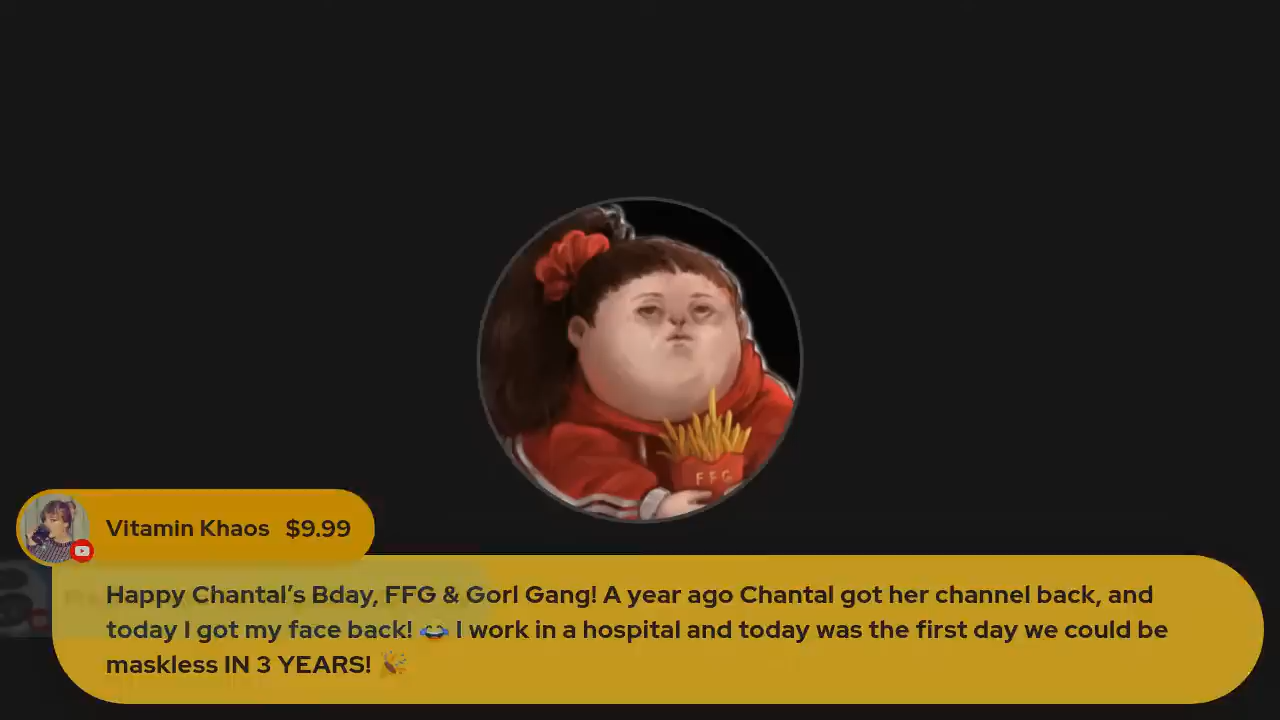 FFG
Vitamin Khaos $9.99
Happy Chantal's Bday, FFG & Gorl Gang! A year ago Chantal got her channel back, and
today I got my face back! 😂 I work in a hospital and today was the first day we could be
maskless IN 3 YEARS! 🎉